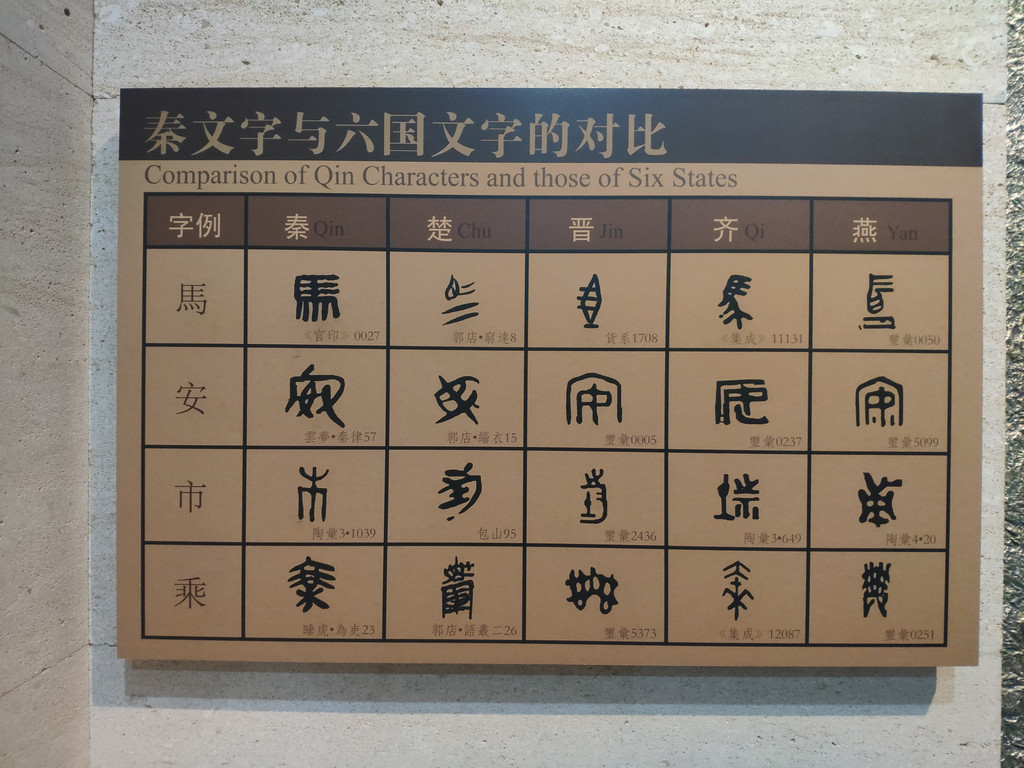 秦文字与六国文字的对比
Comparison of Qin Characters and those of Six States
字例 秦 Qin 楚 Chu 晋 Jin 齐 Qi 燕 Yan
馬
《官印》0027 郭店•窮達8 貨系1708 《集成》11131 璽彙0050
安
雲夢•秦律57 郭店•緇衣15 璽彙0005 璽彙0237 璽彙5099
市
陶彙3•1039 包山95 璽彙2436 陶彙3•649 陶彙4•20
乘
睡虎•為吏23 郭店•語叢二26 璽彙5373 《集成》12087 璽彙0251